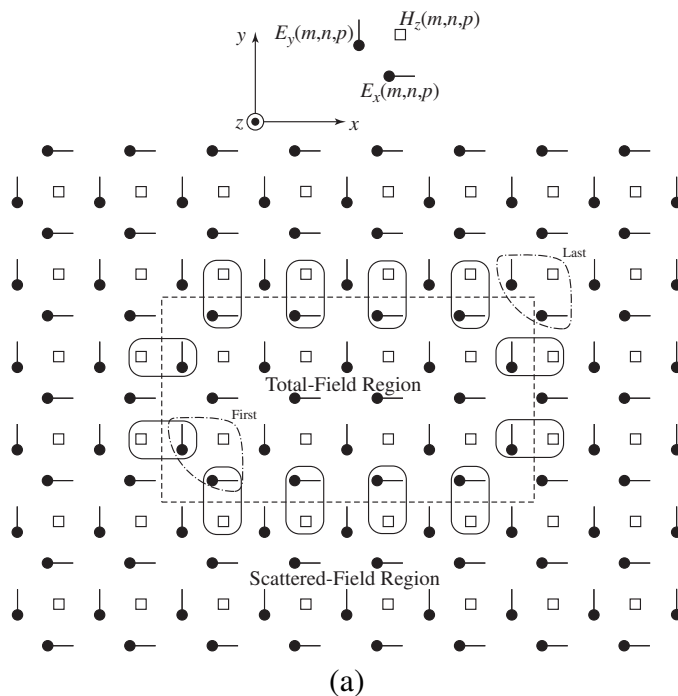 E_y(m,n,p) H_z(m,n,p)
y
E_x(m,n,p)
z x
Last
Total-Field Region
First
Scattered-Field Region
(a)